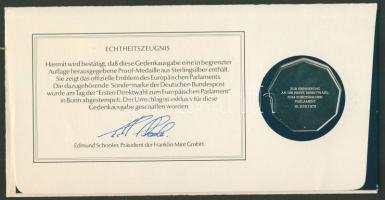 ECHTHEITSZEUGNIS
Hiermit wird bestätigt, daß diese Gedenkausgabe eine in begrenzter
Auflage herausgegebene Proof-Medaille aus Sterlingsilber enthält.
Sie zeigt das offizielle Emblem des Europäischen Parlaments.
Die dazugehörende Sondermarke der Deutschen Bundespost
wurde am Tag der "Ersten Direktwahl zum Europäischen Parlament"
in Bonn abgestempelt. Der Umschlag ist exklusiv für diese
Gedenkausgabe geschaffen worden
Edmund Schooler, Präsident der Franklin Mint GmbH.
ZUR ERINNERUNG
AN DIE ERSTE DIREKTWAHL
ZUM EUROPÄISCHEN
PARLAMENT
10. JUNI 1979